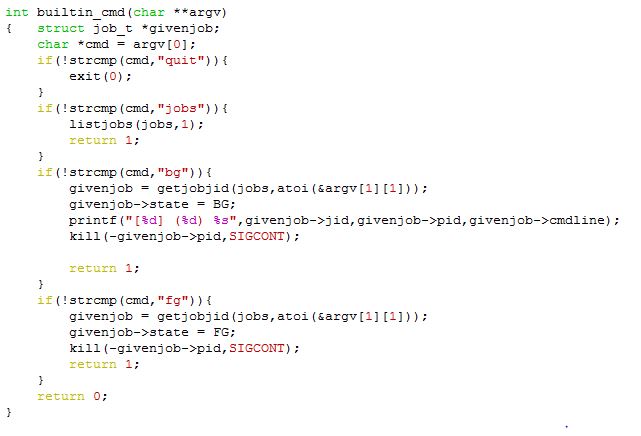 int builtin_cmd(char **argv)
{   struct job_t *givenjob;
    char *cmd = argv[0];
    if(!strcmp(cmd,"quit")){
        exit(0);
    }
    if(!strcmp(cmd,"jobs")){
        listjobs(jobs,1);
        return 1;
    }
    if(!strcmp(cmd,"bg")){
        givenjob = getjobjid(jobs,atoi(&argv[1][1]));
        givenjob->state = BG;
        printf("[%d] (%d) %s",givenjob->jid,givenjob->pid,givenjob->cmdline);
        kill(-givenjob->pid,SIGCONT);

        return 1;
    }
    if(!strcmp(cmd,"fg")){
        givenjob = getjobjid(jobs,atoi(&argv[1][1]));
        givenjob->state = FG;
        kill(-givenjob->pid,SIGCONT);
        return 1;
    }
    return 0;
}